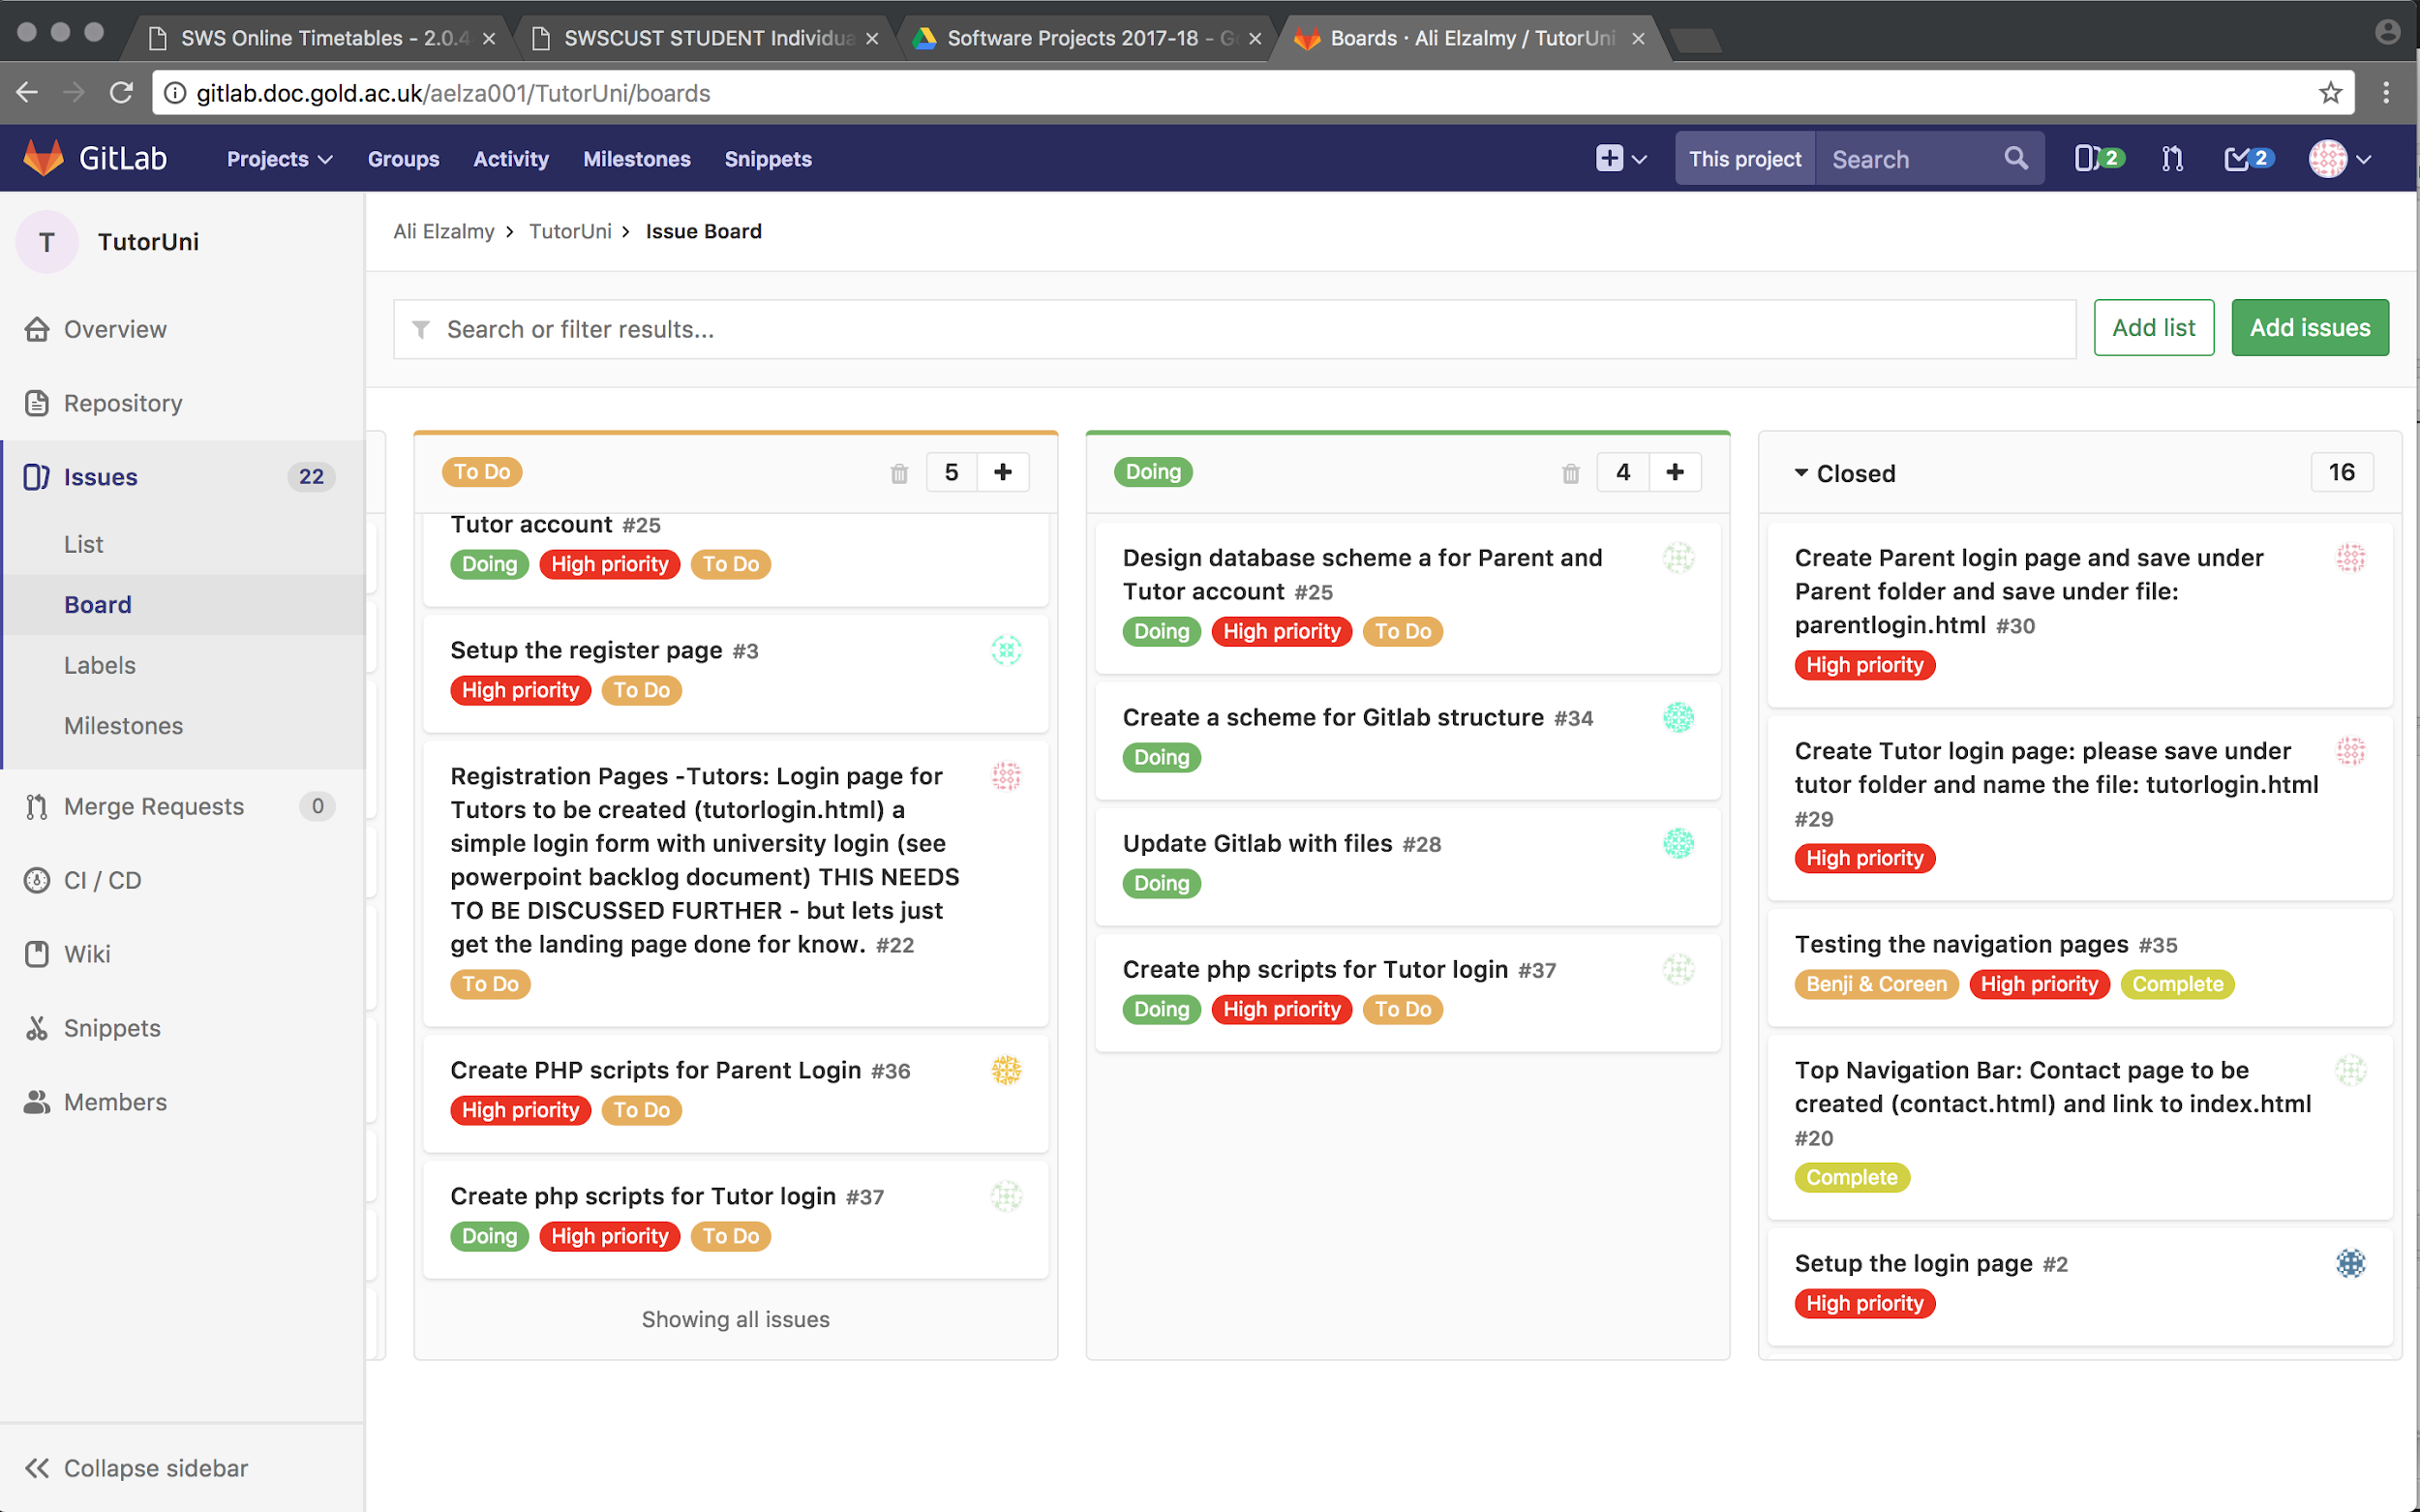 SWS Online Timetables - 2.0.4
SWSCUST STUDENT Individua
Software Projects 2017-18 - Go
Boards · Ali Elzalmy / TutorUni
gitlab.doc.gold.ac.uk/aelza001/TutorUni/boards
GitLab
Projects
Groups
Activity
Milestones
Snippets
This project
Search
2
2
T
TutorUni
Ali Elzalmy › TutorUni › Issue Board
Overview
Repository
Issues
22
List
Board
Labels
Milestones
Merge Requests
0
CI / CD
Wiki
Snippets
Members
Collapse sidebar
Search or filter results...
Add list
Add issues
To Do
5
Tutor account #25
Doing High priority To Do
Setup the register page #3
High priority To Do
Registration Pages -Tutors: Login page for
Tutors to be created (tutorlogin.html) a
simple login form with university login (see
powerpoint backlog document) THIS NEEDS
TO BE DISCUSSED FURTHER - but lets just
get the landing page done for know. #22
To Do
Create PHP scripts for Parent Login #36
High priority To Do
Create php scripts for Tutor login #37
Doing High priority To Do
Showing all issues
Doing
4
Design database scheme a for Parent and
Tutor account #25
Doing High priority To Do
Create a scheme for Gitlab structure #34
Doing
Update Gitlab with files #28
Doing
Create php scripts for Tutor login #37
Doing High priority To Do
Closed
16
Create Parent login page and save under
Parent folder and save under file:
parentlogin.html #30
High priority
Create Tutor login page: please save under
tutor folder and name the file: tutorlogin.html
#29
High priority
Testing the navigation pages #35
Benji & Coreen High priority Complete
Top Navigation Bar: Contact page to be
created (contact.html) and link to index.html
#20
Complete
Setup the login page #2
High priority